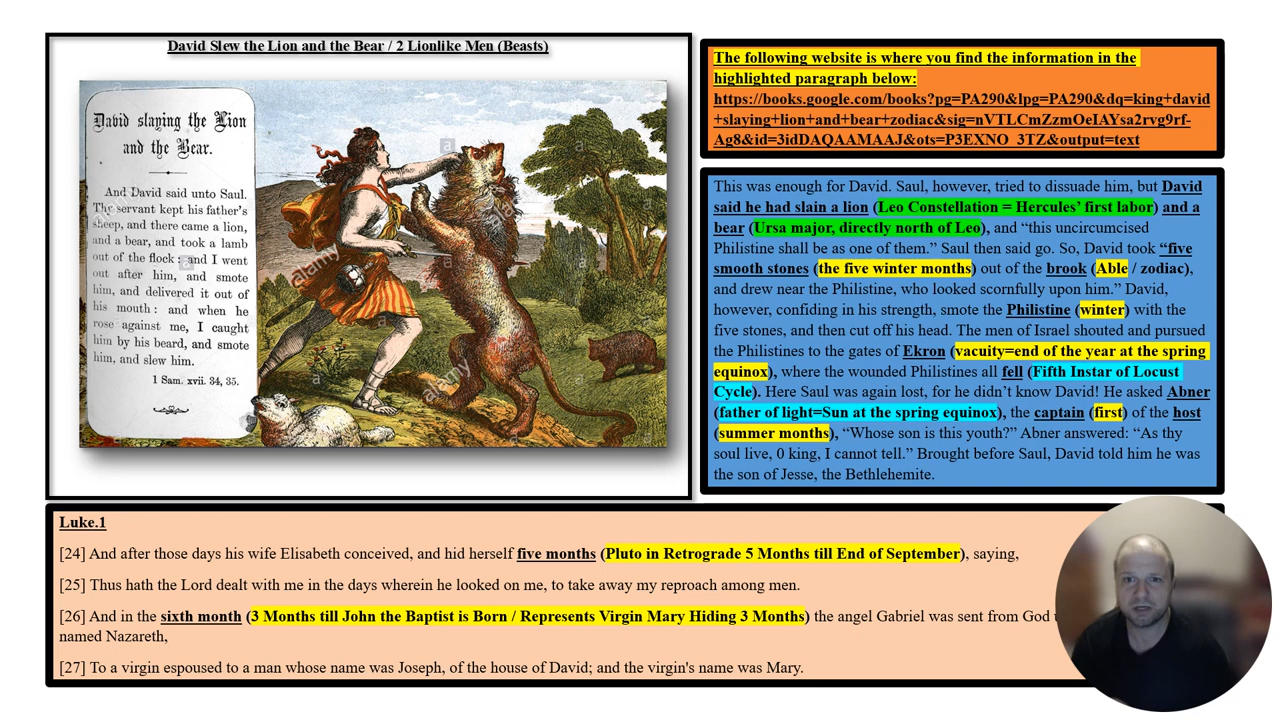 David Slew the Lion and the Bear / 2 Lionlike Men (Beasts)
David slaying the Lion
and the Bear.
And David said unto Saul.
Thy servant kept his father's
sheep, and there came a lion,
and a bear, and took a lamb
out of the flock: and I went
out after him, and smote
him, and delivered it out of
his mouth: and when he
rose against me, I caught
him by his beard, and smote
him, and slew him.
1 Sam. xvii. 34, 35.
alamy
alamy
alamy
The following website is where you find the information in the
highlighted paragraph below:
https://books.google.com/books?pg=PA290&lpg=PA290&dq=king+david
+slaying+lion+and+bear+zodiac&sig=nVTLCmZzmOeIAYsa2rvg9rf-
Ag8&id=3idDAQAAMAAJ&ots=P3EXNO_3TZ&output=text
This was enough for David. Saul, however, tried to dissuade him, but David
said he had slain a lion (Leo Constellation = Hercules’ first labor) and a
bear (Ursa major, directly north of Leo), and “this uncircumcised
Philistine shall be as one of them.” Saul then said go. So, David took “five
smooth stones (the five winter months) out of the brook (Able / zodiac),
and drew near the Philistine, who looked scornfully upon him.” David,
however, confiding in his strength, smote the Philistine (winter) with the
five stones, and then cut off his head. The men of Israel shouted and pursued
the Philistines to the gates of Ekron (vacuity=end of the year at the spring
equinox), where the wounded Philistines all fell (Fifth Instar of Locust
Cycle). Here Saul was again lost, for he didn’t know David! He asked Abner
(father of light=Sun at the spring equinox), the captain (first) of the host
(summer months), “Whose son is this youth?” Abner answered: “As thy
soul live, 0 king, I cannot tell.” Brought before Saul, David told him he was
the son of Jesse, the Bethlehemite.
Luke.1
[24] And after those days his wife Elisabeth conceived, and hid herself five months (Pluto in Retrograde 5 Months till End of September), saying,
[25] Thus hath the Lord dealt with me in the days wherein he looked on me, to take away my reproach among men.
[26] And in the sixth month (3 Months till John the Baptist is Born / Represents Virgin Mary Hiding 3 Months) the angel Gabriel was sent from God
named Nazareth,
[27] To a virgin espoused to a man whose name was Joseph, of the house of David; and the virgin's name was Mary.